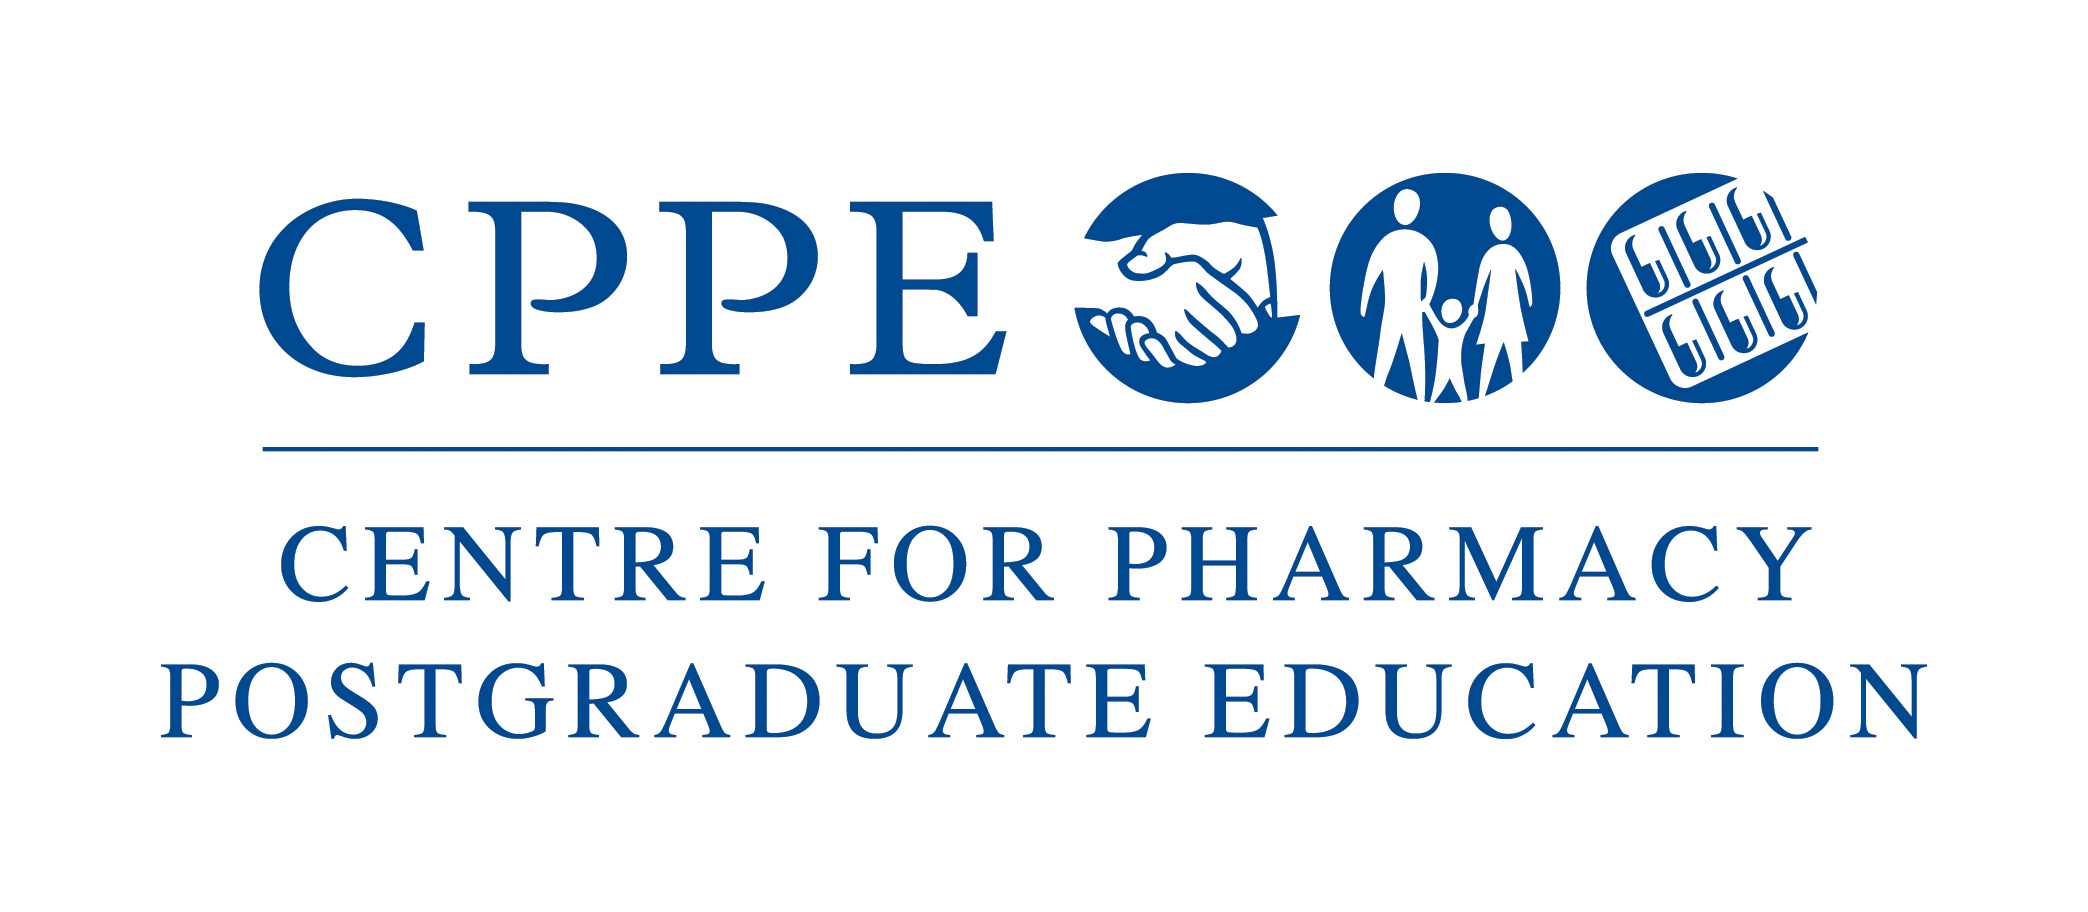 CPPE
CENTRE FOR PHARMACY
POSTGRADUATE EDUCATION